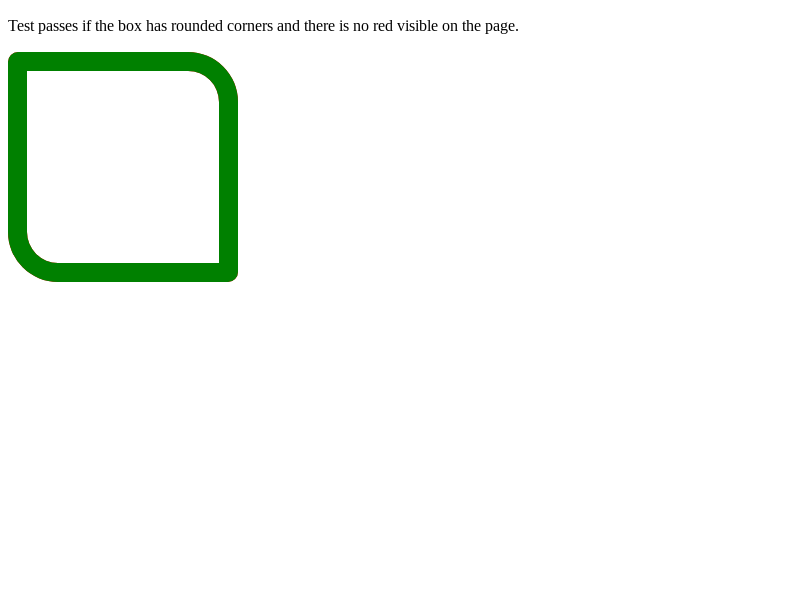 Test passes if the box has rounded corners and there is no red visible on the page.